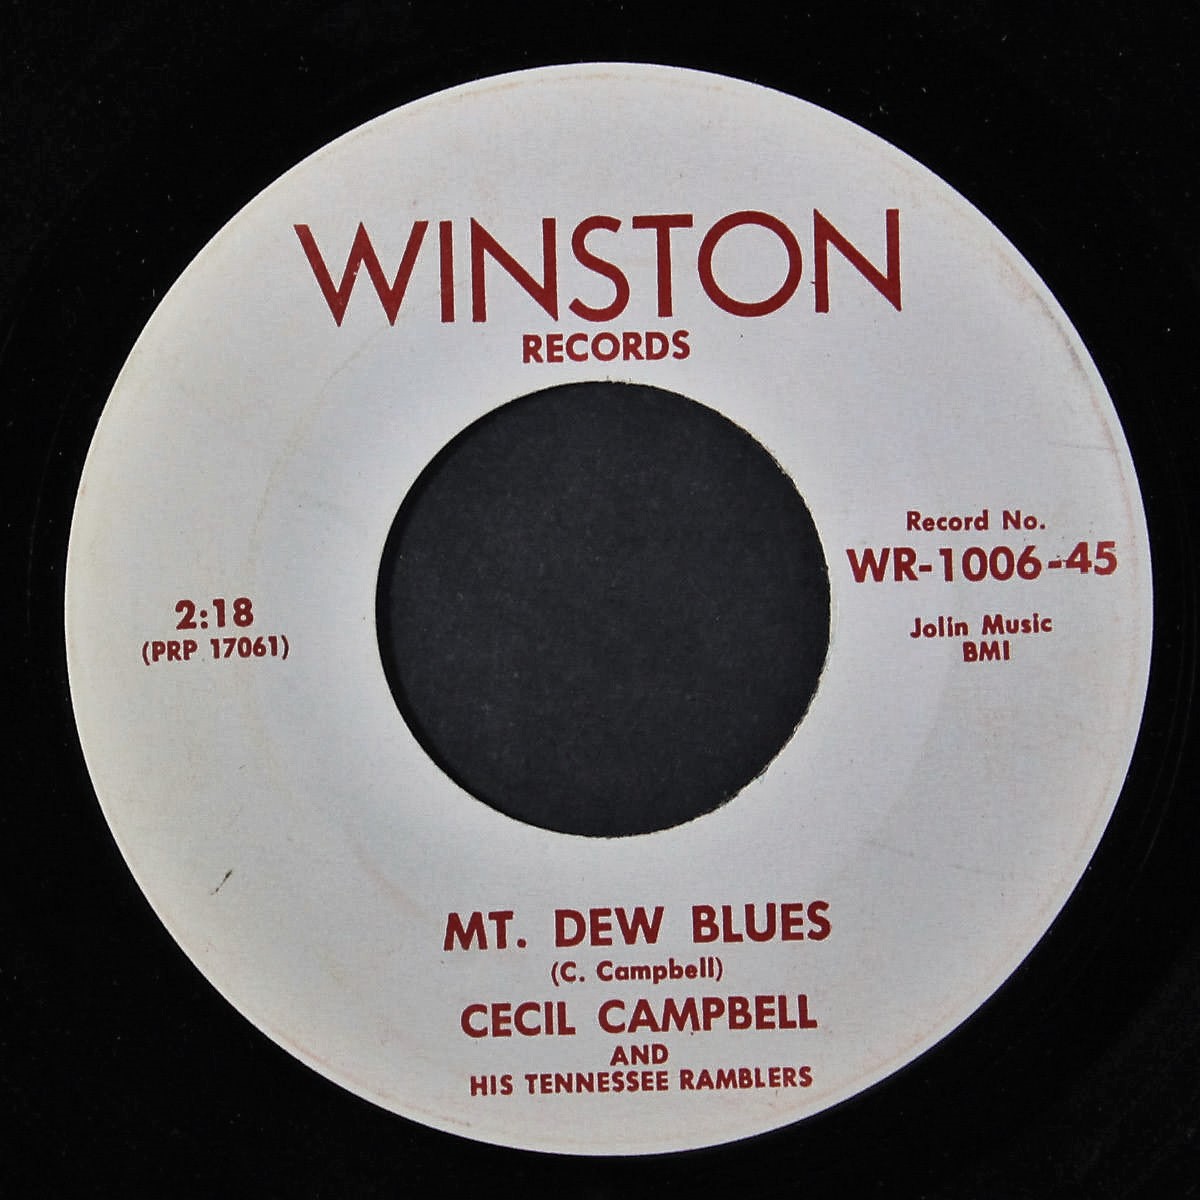 WINSTON
RECORDS
Record No.
WR-1006-45
Jolin Music
BMI
2:18
(PRP 17061)
MT. DEW BLUES
(C. Campbell)
CECIL CAMPBELL
AND
HIS TENNESSEE RAMBLERS